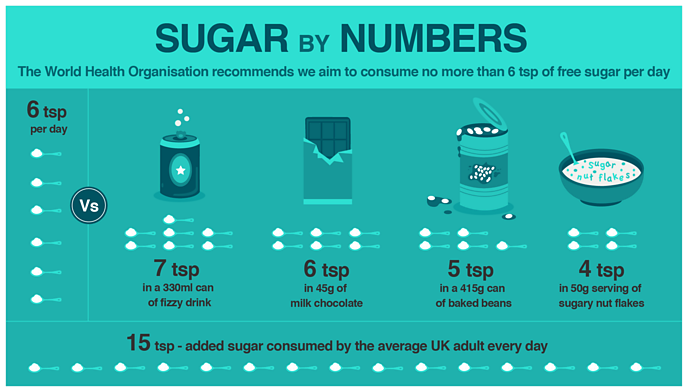 SUGAR BY NUMBERS
The World Health Organisation recommends we aim to consume no more than 6 tsp of free sugar per day
6 tsp
per day
Vs
sugar
nut flakes
7 tsp
in a 330ml can
of fizzy drink
6 tsp
in 45g of
milk chocolate
5 tsp
in a 415g can
of baked beans
4 tsp
in 50g serving of
sugary nut flakes
15 tsp - added sugar consumed by the average UK adult every day